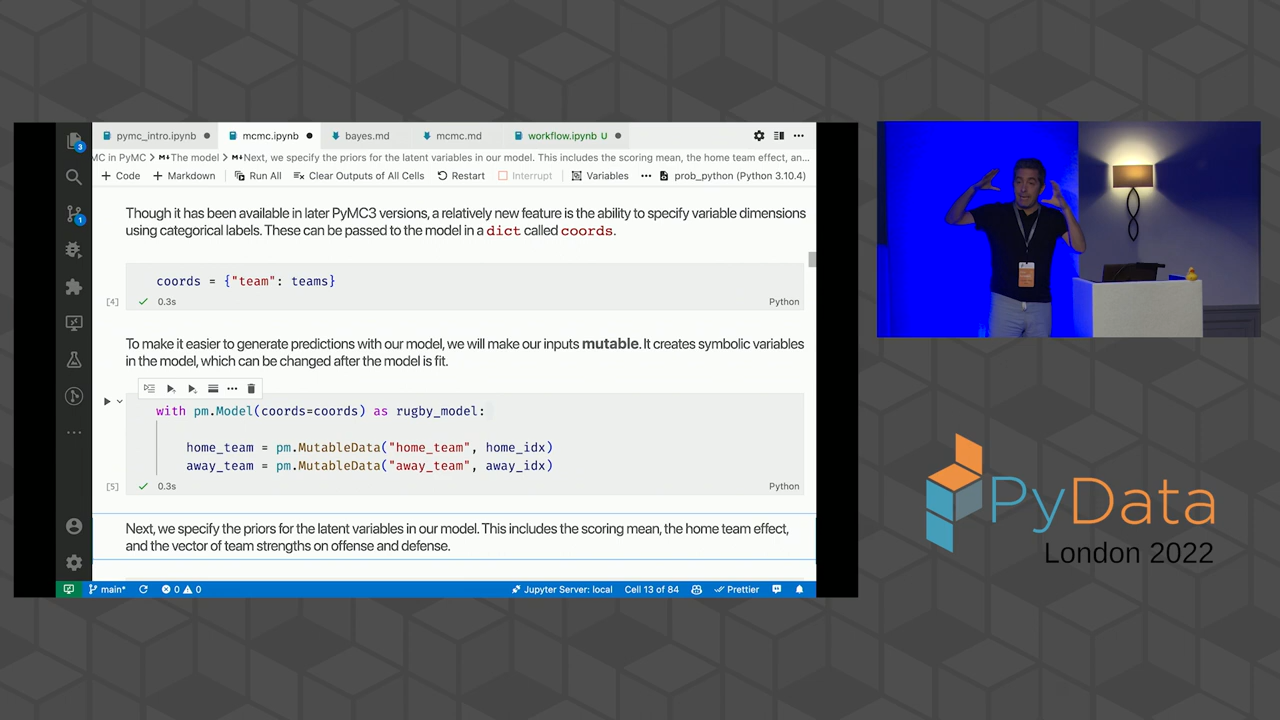 pymc_intro.ipynb
mcmc.ipynb
bayes.md
mcmc.md
workflow.ipynb U
MC in PyMC > M↓The model > M↓Next, we specify the priors for the latent variables in our model. This includes the scoring mean, the home team effect, an...
+ Code + Markdown Run All Clear Outputs of All Cells Restart Interrupt Variables ... prob_python (Python 3.10.4)
3
1
Though it has been available in later PyMC3 versions, a relatively new feature is the ability to specify variable dimensions
using categorical labels. These can be passed to the model in a dict called coords.
coords = {"team": teams}
[4] 0.3s Python
To make it easier to generate predictions with our model, we will make our inputs mutable. It creates symbolic variables
in the model, which can be changed after the model is fit.
with pm.Model(coords=coords) as rugby_model:
home_team = pm.MutableData("home_team", home_idx)
away_team = pm.MutableData("away_team", away_idx)
[5] 0.3s Python
Next, we specify the priors for the latent variables in our model. This includes the scoring mean, the home team effect,
and the vector of team strengths on offense and defense.
main* 0 0 Jupyter Server: local Cell 13 of 84 Prettier
PyData
London 2022